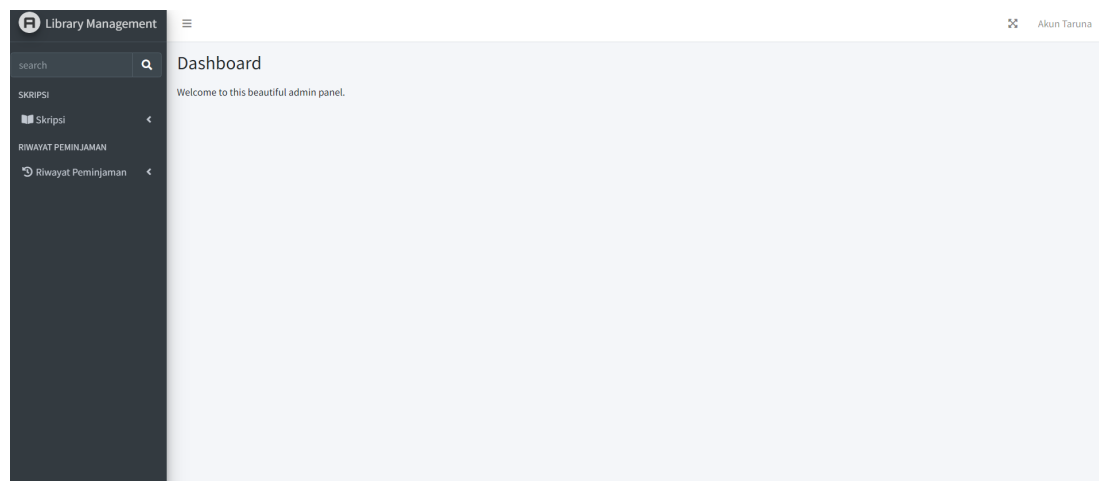 Library Management
Akun Taruna
search
Dashboard
Welcome to this beautiful admin panel.
SKRIPSI
Skripsi
RIWAYAT PEMINJAMAN
Riwayat Peminjaman